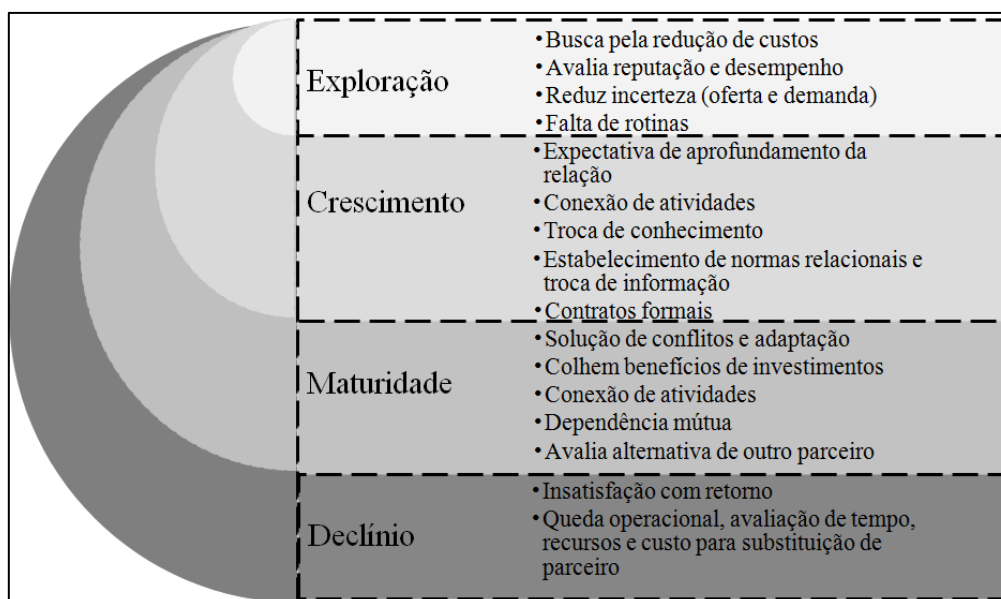 Exploração
•Busca pela redução de custos
•Avalia reputação e desempenho
•Reduz incerteza (oferta e demanda)
•Falta de rotinas
Crescimento
•Expectativa de aprofundamento da
relação
•Conexão de atividades
•Troca de conhecimento
•Estabelecimento de normas relacionais e
troca de informação
•Contratos formais
Maturidade
•Solução de conflitos e adaptação
•Colhem benefícios de investimentos
•Conexão de atividades
•Dependência mútua
•Avalia alternativa de outro parceiro
Declínio
•Insatisfação com retorno
•Queda operacional, avaliação de tempo,
recursos e custo para substituição de
parceiro